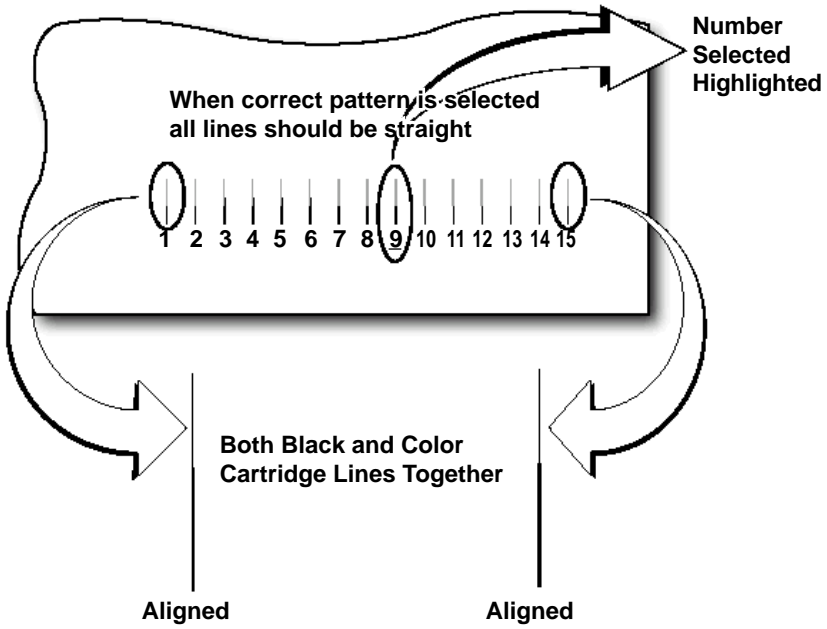 Number
Selected
Highlighted
When correct pattern is selected
all lines should be straight
1 2 3 4 5 6 7 8 9 10 11 12 13 14 15
Both Black and Color
Cartridge Lines Together
Aligned Aligned